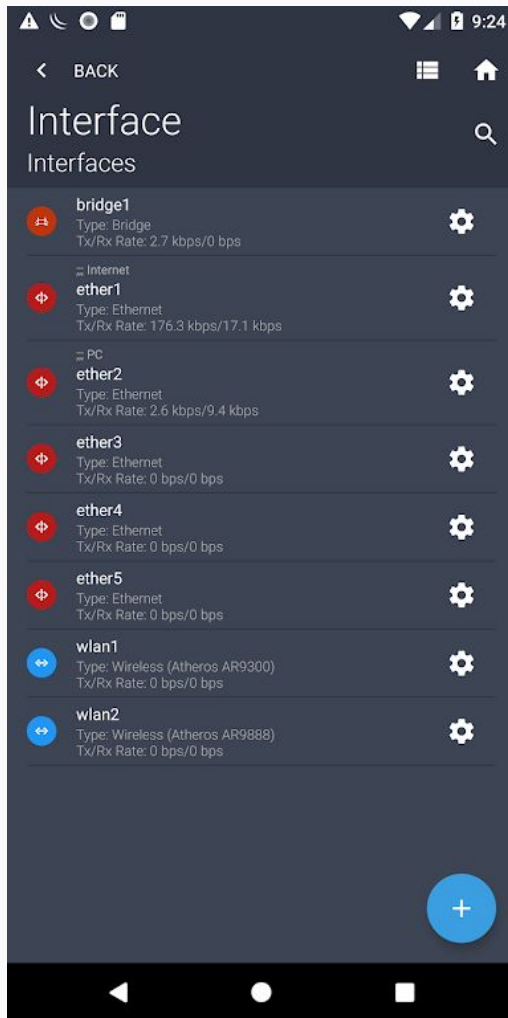 9:24
BACK
Interface
Interfaces
bridge1
Type: Bridge
Tx/Rx Rate: 2.7 kbps/0 bps
;;; Internet
ether1
Type: Ethernet
Tx/Rx Rate: 176.3 kbps/17.1 kbps
;;; PC
ether2
Type: Ethernet
Tx/Rx Rate: 2.6 kbps/9.4 kbps
ether3
Type: Ethernet
Tx/Rx Rate: 0 bps/0 bps
ether4
Type: Ethernet
Tx/Rx Rate: 0 bps/0 bps
ether5
Type: Ethernet
Tx/Rx Rate: 0 bps/0 bps
wlan1
Type: Wireless (Atheros AR9300)
Tx/Rx Rate: 0 bps/0 bps
wlan2
Type: Wireless (Atheros AR9888)
Tx/Rx Rate: 0 bps/0 bps